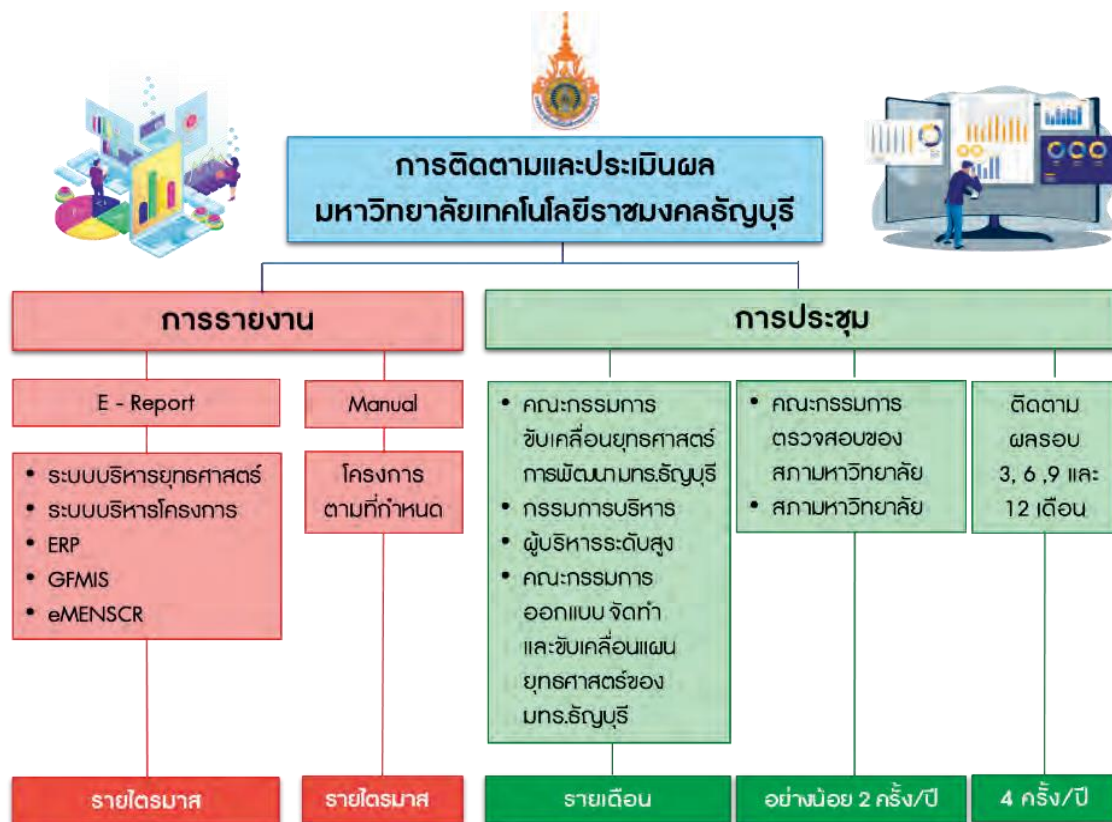 การติดตามและประเมินผล
มหาวิทยาลัยเทคโนโลยีราชมงคลธัญบุรี
การรายงาน
E - Report
• ระบบบริหารยุทธศาสตร์
• ระบบบริหารโครงการ
• ERP
• GFMIS
• eMENSCR
รายไตรมาส
Manual
โครงการ
ตามที่กำหนด
รายไตรมาส
การประชุม
• คณะกรรมการ
ขับเคลื่อนยุทธศาสตร์
การพัฒนามทร.ธัญบุรี
• กรรมการบริหาร
• ผู้บริหารระดับสูง
• คณะกรรมการ
ออกแบบ จัดทำ
และขับเคลื่อนแผน
ยุทธศาสตร์ของ
มทร.ธัญบุรี
รายเดือน
• คณะกรรมการ
ตรวจสอบของ
สภามหาวิทยาลัย
• สภามหาวิทยาลัย
อย่างน้อย 2 ครั้ง/ปี
ติดตาม
ผลรอบ
3, 6 ,9 และ
12 เดือน
4 ครั้ง/ปี